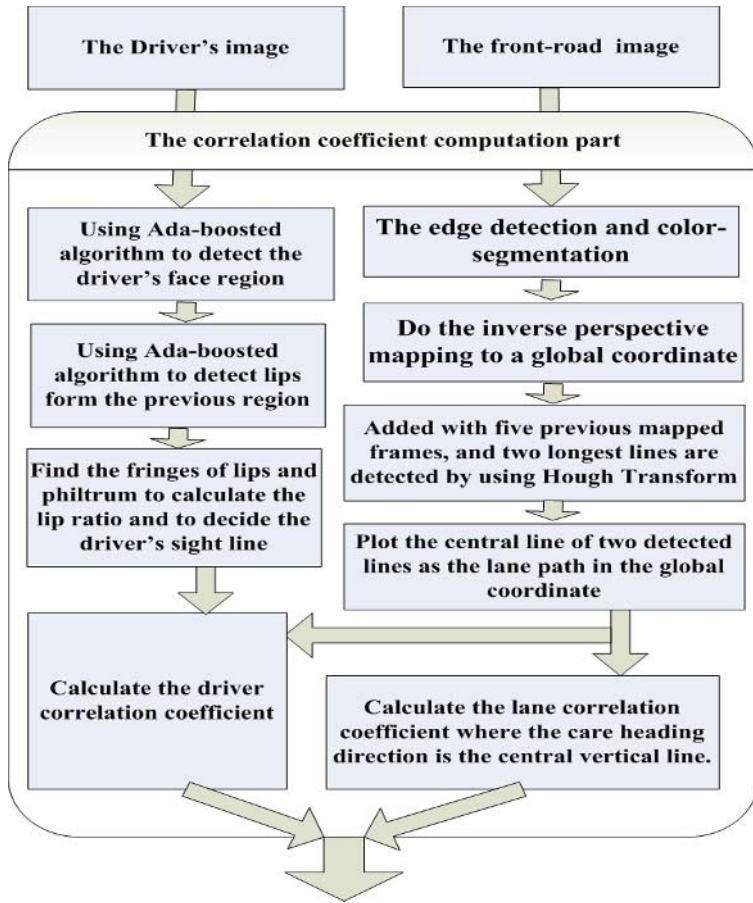 The Driver's image
The front-road image
The correlation coefficient computation part
Using Ada-boosted
algorithm to detect the
driver's face region
Using Ada-boosted
algorithm to detect lips
form the previous region
Find the fringes of lips and
philtrum to calculate the
lip ratio and to decide the
driver's sight line
The edge detection and color-
segmentation
Do the inverse perspective
mapping to a global coordinate
Added with five previous mapped
frames, and two longest lines are
detected by using Hough Transform
Plot the central line of two detected
lines as the lane path in the global
coordinate
Calculate the driver
correlation coefficient
Calculate the lane correlation
coefficient where the care heading
direction is the central vertical line.